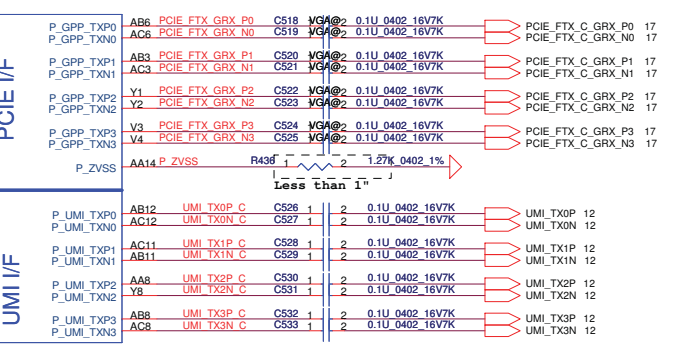 PCIE I/F
P_GPP_TXP0 AB6 PCIE_FTX_GRX_P0 C518 1 VGA@ 2 0.1U_0402_16V7K PCIE_FTX_C_GRX_P0 17
P_GPP_TXN0 AC6 PCIE_FTX_GRX_N0 C519 1 VGA@ 2 0.1U_0402_16V7K PCIE_FTX_C_GRX_N0 17
P_GPP_TXP1 AB3 PCIE_FTX_GRX_P1 C520 1 VGA@ 2 0.1U_0402_16V7K PCIE_FTX_C_GRX_P1 17
P_GPP_TXN1 AC3 PCIE_FTX_GRX_N1 C521 1 VGA@ 2 0.1U_0402_16V7K PCIE_FTX_C_GRX_N1 17
P_GPP_TXP2 Y1 PCIE_FTX_GRX_P2 C522 1 VGA@ 2 0.1U_0402_16V7K PCIE_FTX_C_GRX_P2 17
P_GPP_TXN2 Y2 PCIE_FTX_GRX_N2 C523 1 VGA@ 2 0.1U_0402_16V7K PCIE_FTX_C_GRX_N2 17
P_GPP_TXP3 V3 PCIE_FTX_GRX_P3 C524 1 VGA@ 2 0.1U_0402_16V7K PCIE_FTX_C_GRX_P3 17
P_GPP_TXN3 V4 PCIE_FTX_GRX_N3 C525 1 VGA@ 2 0.1U_0402_16V7K PCIE_FTX_C_GRX_N3 17
P_ZVSS AA14 P_ZVSS R436 1 2 1.27K_0402_1%
Less than 1"
UMI I/F
P_UMI_TXP0 AB12 UMI_TX0P_C C526 1 2 0.1U_0402_16V7K UMI_TX0P 12
P_UMI_TXN0 AC12 UMI_TX0N_C C527 1 2 0.1U_0402_16V7K UMI_TX0N 12
P_UMI_TXP1 AC11 UMI_TX1P_C C528 1 2 0.1U_0402_16V7K UMI_TX1P 12
P_UMI_TXN1 AB11 UMI_TX1N_C C529 1 2 0.1U_0402_16V7K UMI_TX1N 12
P_UMI_TXP2 AA8 UMI_TX2P_C C530 1 2 0.1U_0402_16V7K UMI_TX2P 12
P_UMI_TXN2 Y8 UMI_TX2N_C C531 1 2 0.1U_0402_16V7K UMI_TX2N 12
P_UMI_TXP3 AB8 UMI_TX3P_C C532 1 2 0.1U_0402_16V7K UMI_TX3P 12
P_UMI_TXN3 AC8 UMI_TX3N_C C533 1 2 0.1U_0402_16V7K UMI_TX3N 12